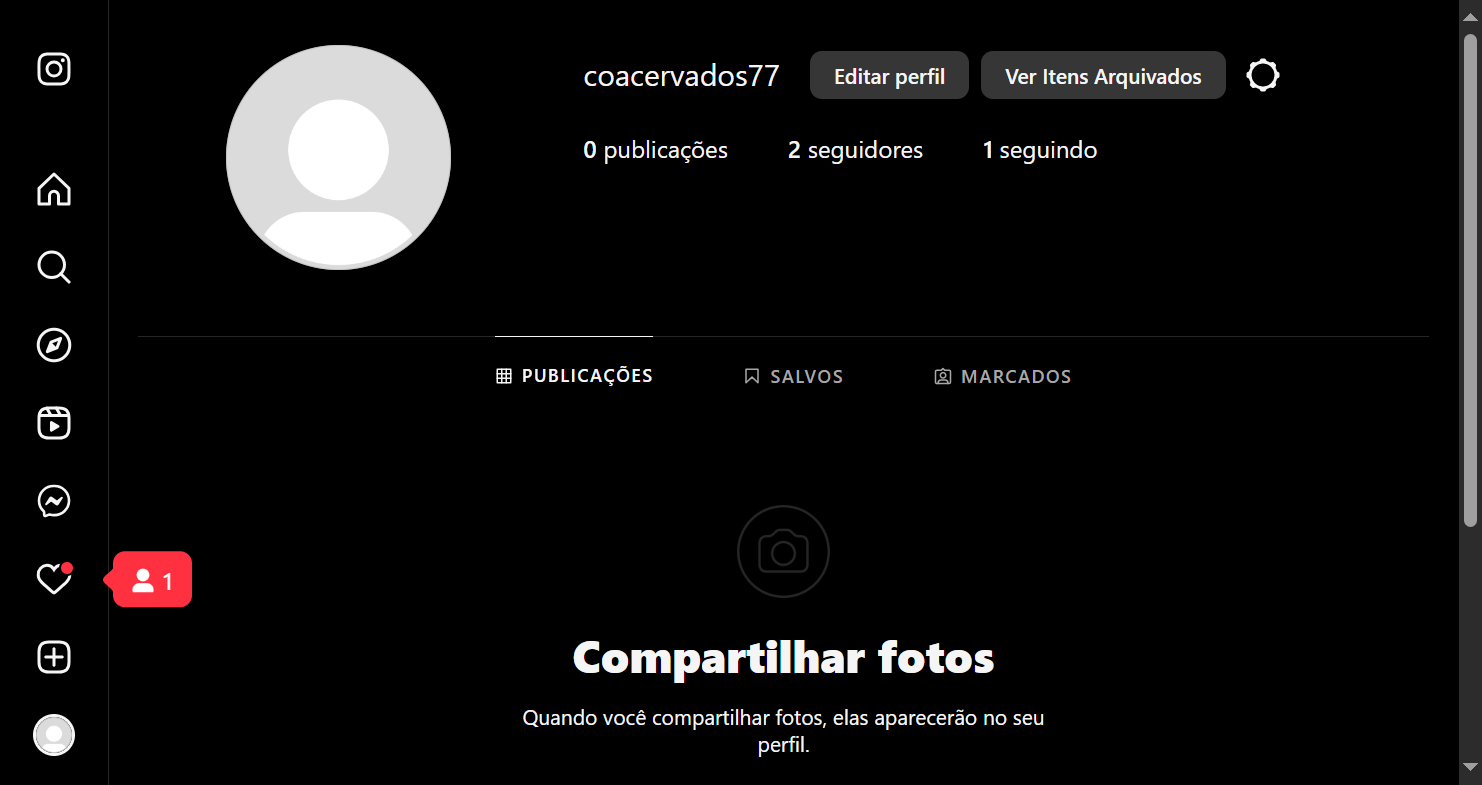 coacervados77 Editar perfil Ver Itens Arquivados
0 publicações 2 seguidores 1 seguindo
PUBLICAÇÕES SALVOS MARCADOS
1
Compartilhar fotos
Quando você compartilhar fotos, elas aparecerão no seu
perfil.